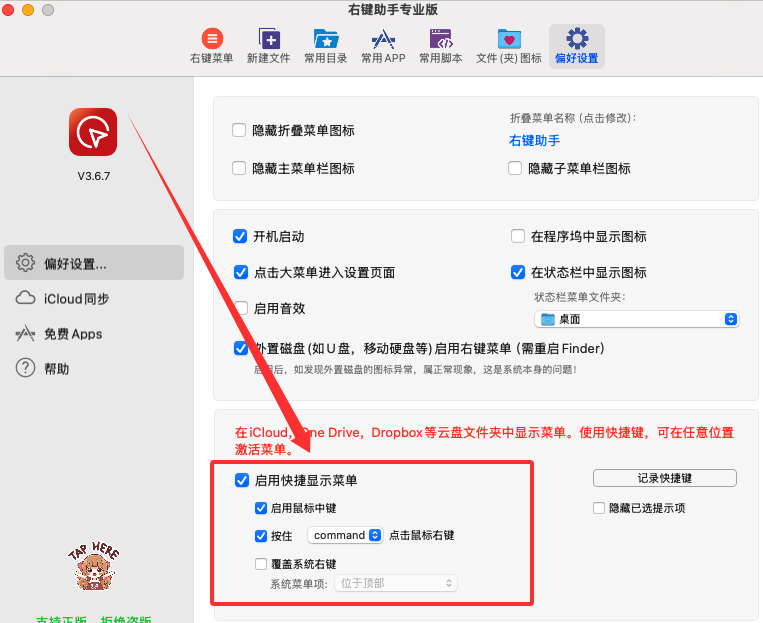 右键助手专业版
右键菜单 新建文件 常用目录 常用APP 常用脚本 文件(夹)图标 偏好设置
V3.6.7
偏好设置...
iCloud同步
免费Apps
帮助
TAP HERE
支持正版，拒绝盗版
隐藏折叠菜单图标
折叠菜单名称 (点击修改):
右键助手
隐藏主菜单栏图标
隐藏子菜单栏图标
开机启动
在程序坞中显示图标
点击大菜单进入设置页面
在状态栏中显示图标
启用音效
状态栏菜单文件夹:
桌面
外置磁盘(如U盘，移动硬盘等)启用右键菜单 (需重启Finder)
启用后，如发现外置磁盘的图标异常，属正常现象，这是系统本身的问题！
在iCloud，One Drive，Dropbox等云盘文件夹中显示菜单。使用快捷键，可在任意位置
激活菜单。
启用快捷显示菜单
记录快捷键
启用鼠标中键
隐藏已选提示项
按住 command 点击鼠标右键
覆盖系统右键
系统菜单项: 位于顶部